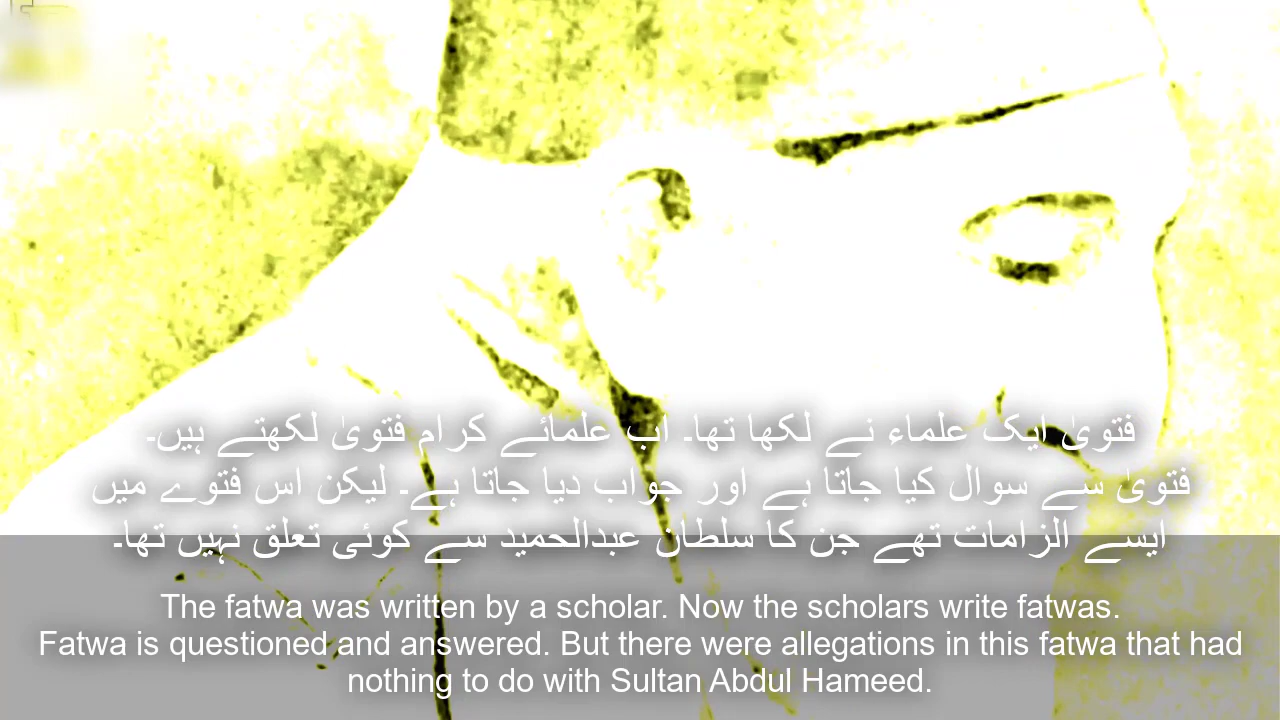 فتویٰ ایک علماء نے لکھا تھا۔ اب علمائے کرام فتویٰ لکھتے ہیں۔
فتویٰ سے سوال کیا جاتا ہے اور جواب دیا جاتا ہے۔ لیکن اس فتوے میں
ایسے الزامات تھے جن کا سلطان عبدالحمید سے کوئی تعلق نہیں تھا۔
The fatwa was written by a scholar. Now the scholars write fatwas.
Fatwa is questioned and answered. But there were allegations in this fatwa that had
nothing to do with Sultan Abdul Hameed.